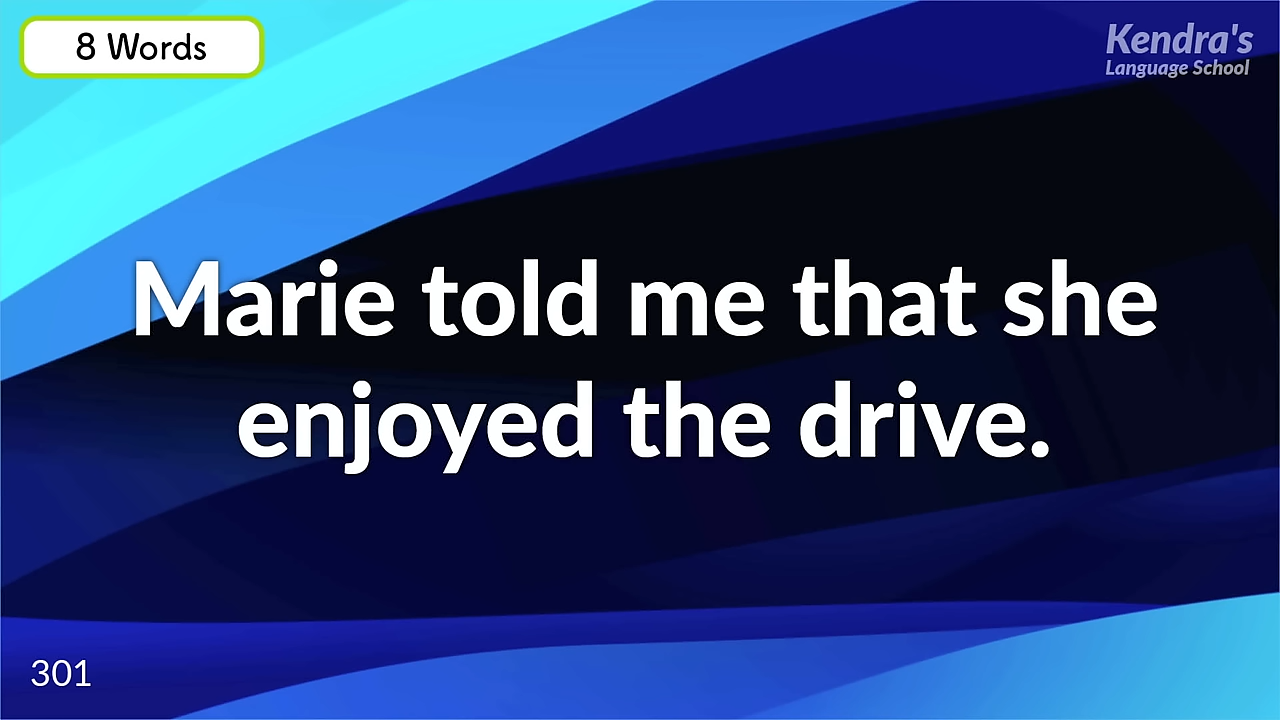 8 Words
Kendra's
Language School
Marie told me that she
enjoyed the drive.
301